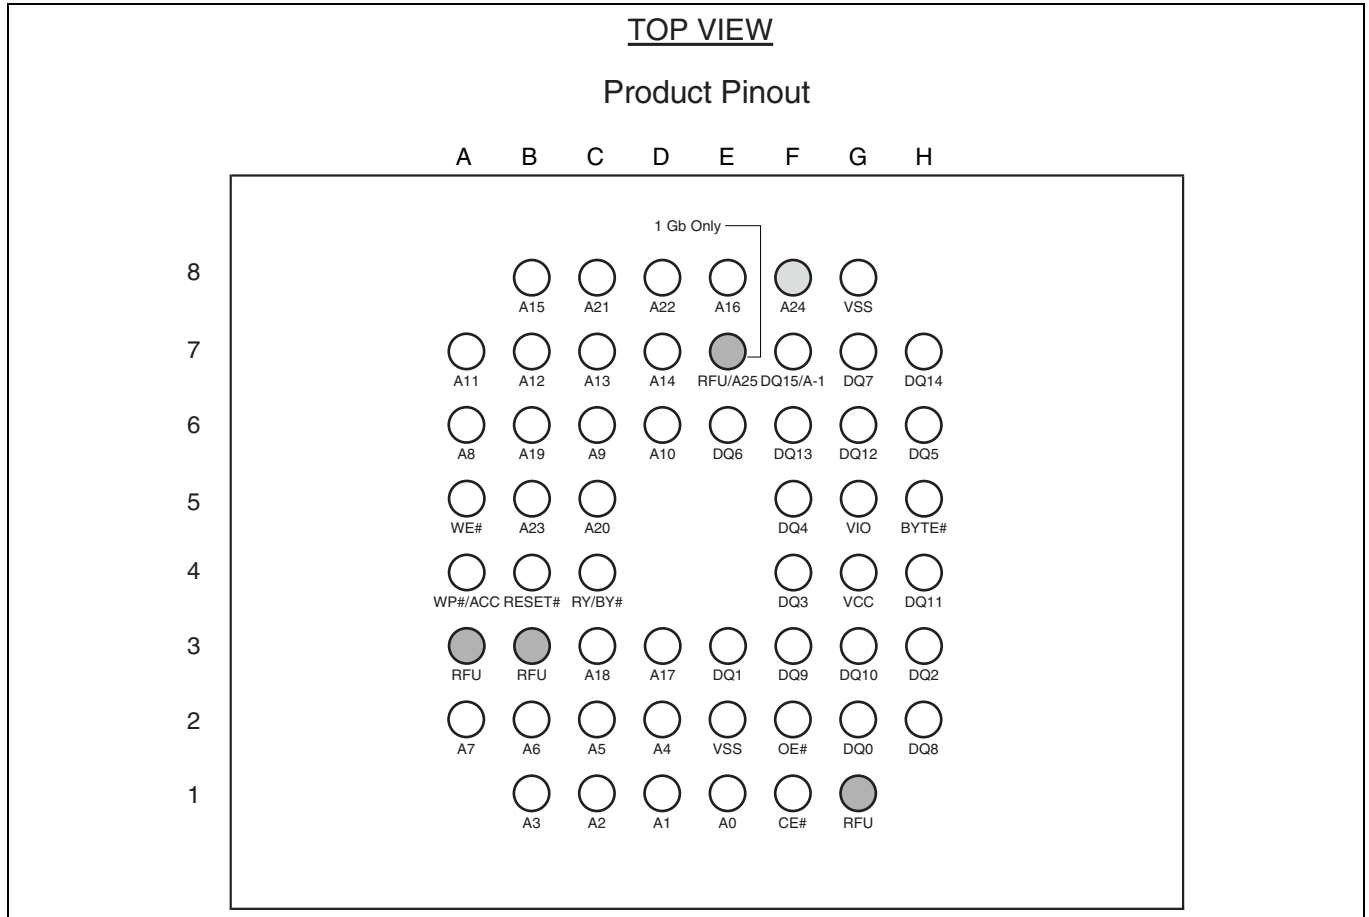 TOP VIEW
Product Pinout
A B C D E F G H
1 Gb Only
8
A15 A21 A22 A16 A24 VSS
7
A11 A12 A13 A14 RFU/A25 DQ15/A-1 DQ7 DQ14
6
A8 A19 A9 A10 DQ6 DQ13 DQ12 DQ5
5
WE# A23 A20 DQ4 VIO BYTE#
4
WP#/ACC RESET# RY/BY# DQ3 VCC DQ11
3
RFU RFU A18 A17 DQ1 DQ9 DQ10 DQ2
2
A7 A6 A5 A4 VSS OE# DQ0 DQ8
1
A3 A2 A1 A0 CE# RFU